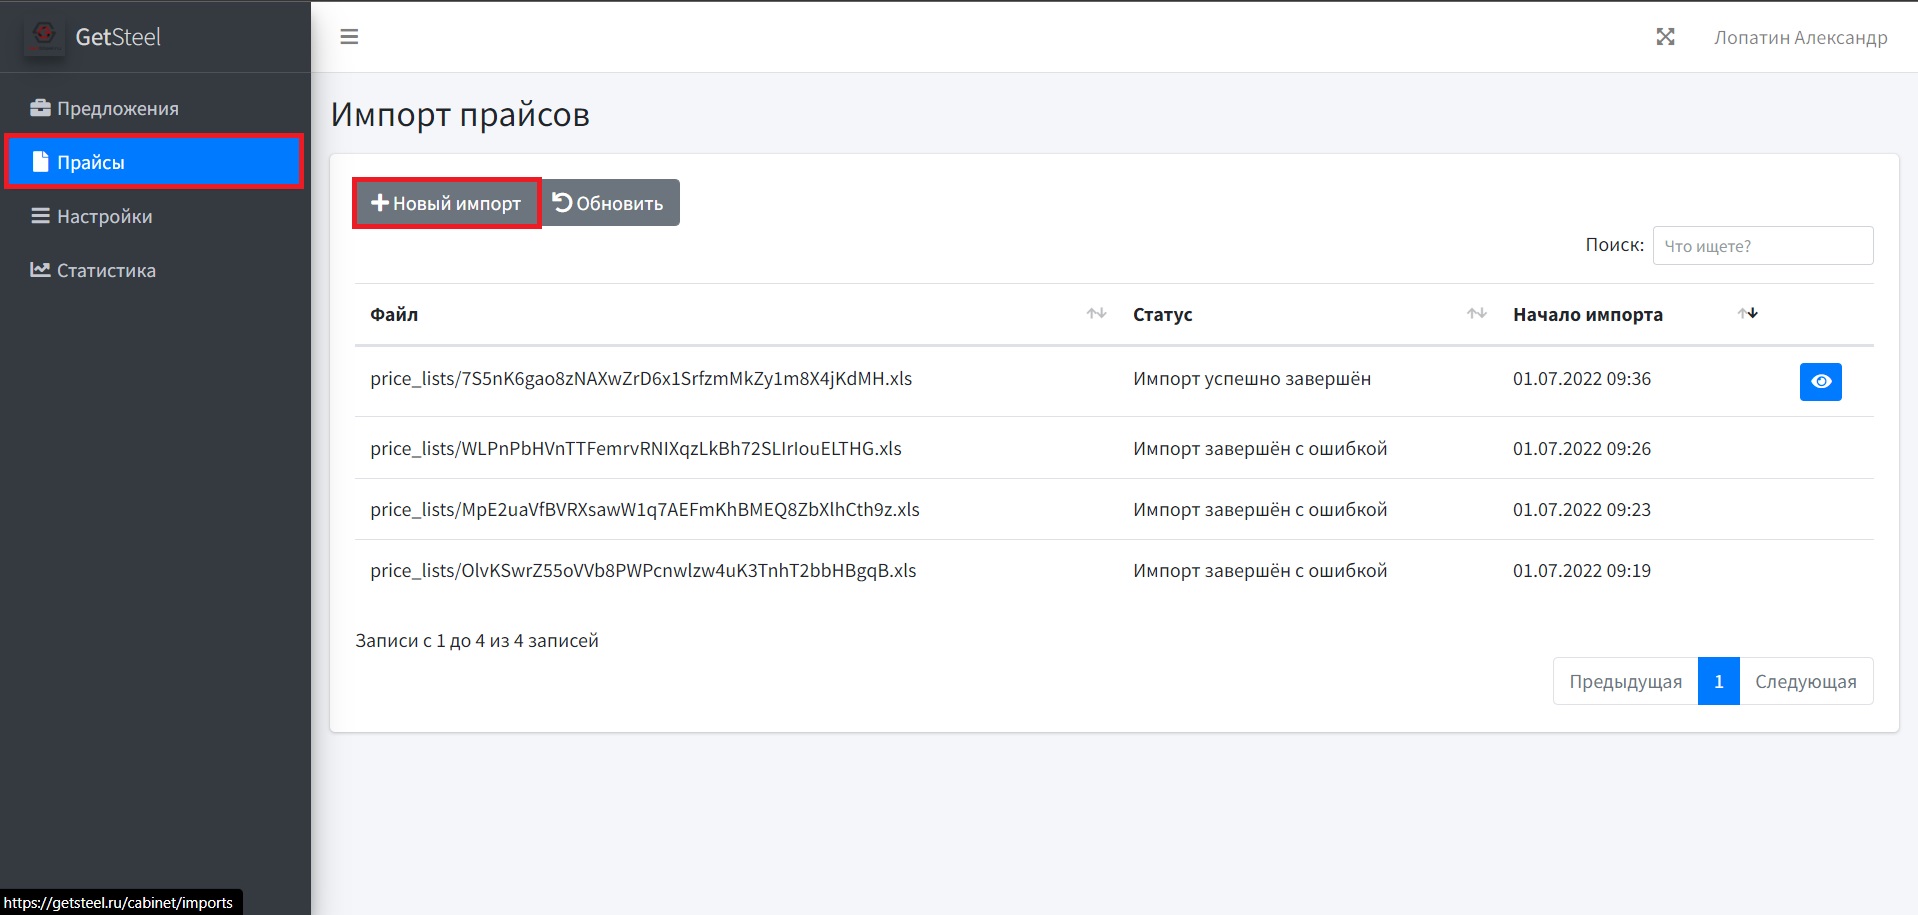 GetSteel
Лопатин Александр
Предложения
Прайсы
Настройки
Статистика
Импорт прайсов
Новый импорт
Обновить
Поиск: Что ищете?
Файл Статус Начало импорта
price_lists/7S5nK6gao8zNAXwZrD6x1SrfzmMkZy1m8X4jKdMH.xls Импорт успешно завершён 01.07.2022 09:36
price_lists/WLPnPbHVnTTFemrvRNIXqzLkBh72SLIrIouELTHG.xls Импорт завершён с ошибкой 01.07.2022 09:26
price_lists/MpE2uaVfBVRXsawW1q7AEFmKhBMEQ8ZbXlhCth9z.xls Импорт завершён с ошибкой 01.07.2022 09:23
price_lists/OlvKSwrZ55oVVb8PWPcnwlzw4uK3TnhT2bbHBgqB.xls Импорт завершён с ошибкой 01.07.2022 09:19
Записи с 1 до 4 из 4 записей
Предыдущая 1 Следующая
https://getsteel.ru/cabinet/imports